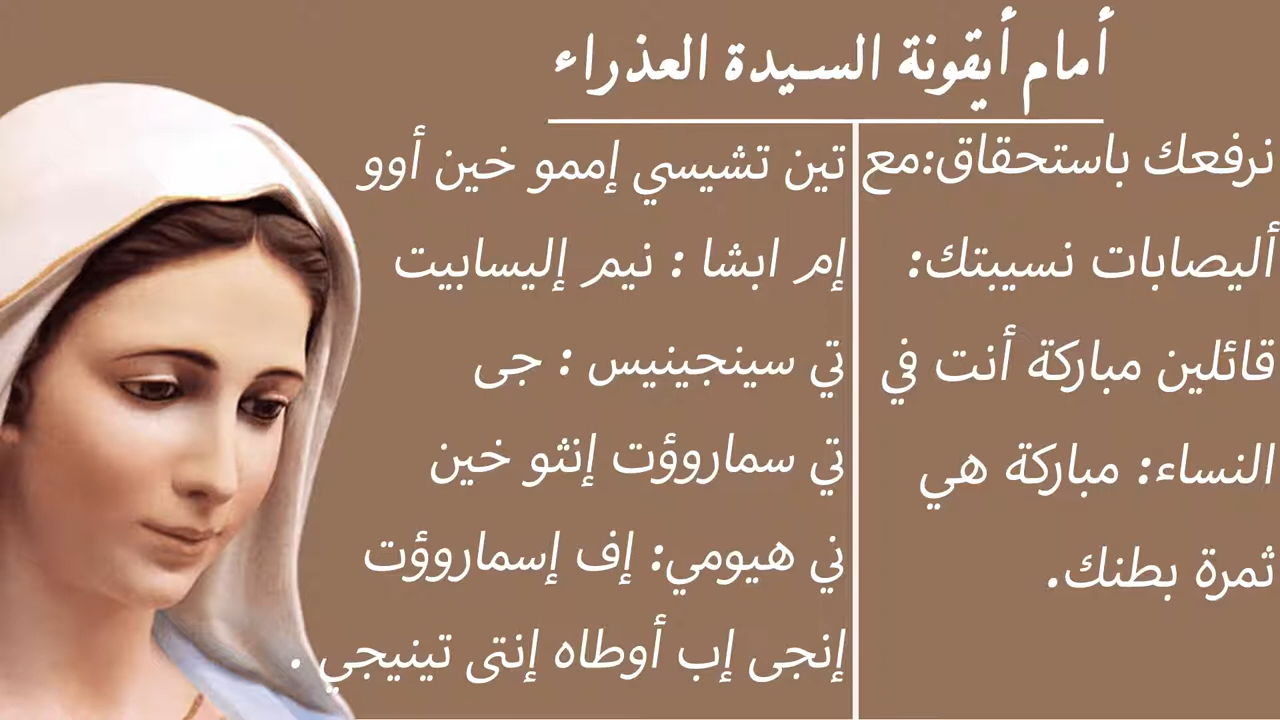 أمام أيقونة السيدة العذراء
نرفعك باستحقاق:مع
أليصابات نسيبتك:
قائلين مباركة أنت في
النساء: مباركة هي
ثمرة بطنك.
تين تشيسي إممو خين أوو
إم ابشا : نيم إليسابيت
تي سينجينيس : جى
تي سماروؤت إنثو خين
ني هيومي: إف إسماروؤت
إنجى إب أوطاه إنتى تينيجي .